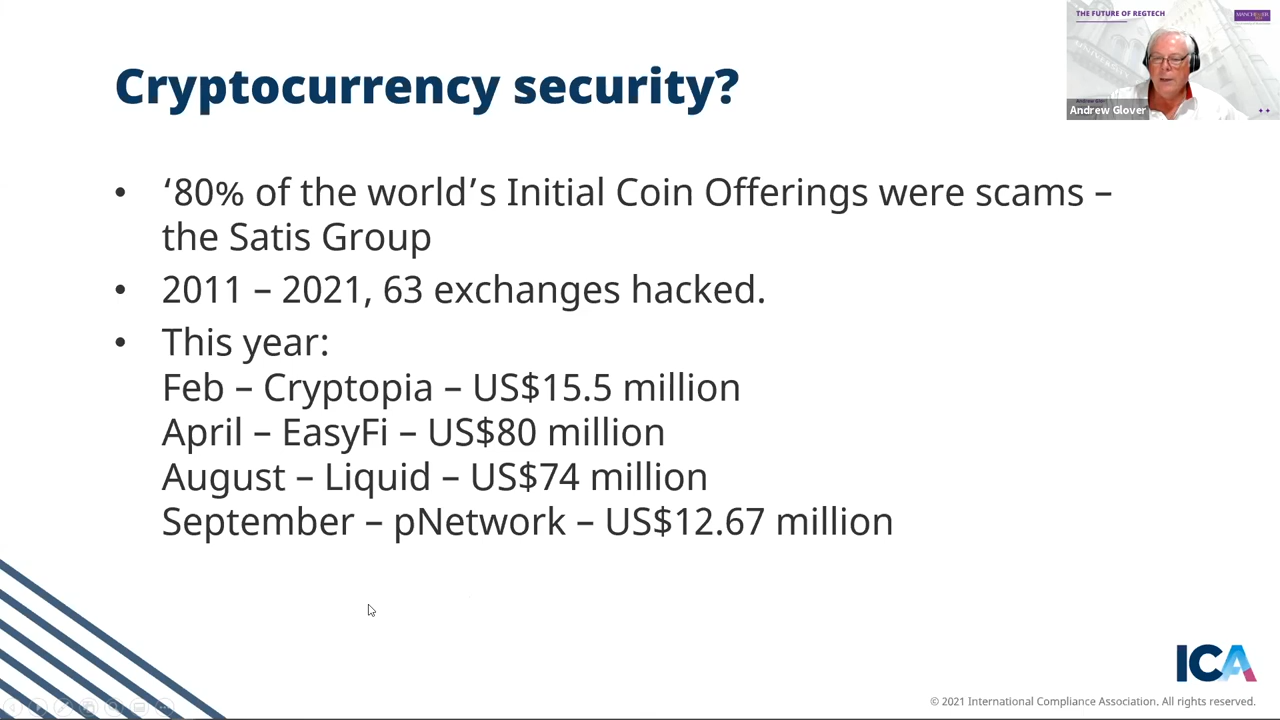 THE FUTURE OF REGTECH
Andrew Glover
Cryptocurrency security?
• ‘80% of the world’s Initial Coin Offerings were scams –
the Satis Group
• 2011 – 2021, 63 exchanges hacked.
• This year:
Feb – Cryptopia – US$15.5 million
April – EasyFi – US$80 million
August – Liquid – US$74 million
September – pNetwork – US$12.67 million
ICA
© 2021 International Compliance Association. All rights reserved.